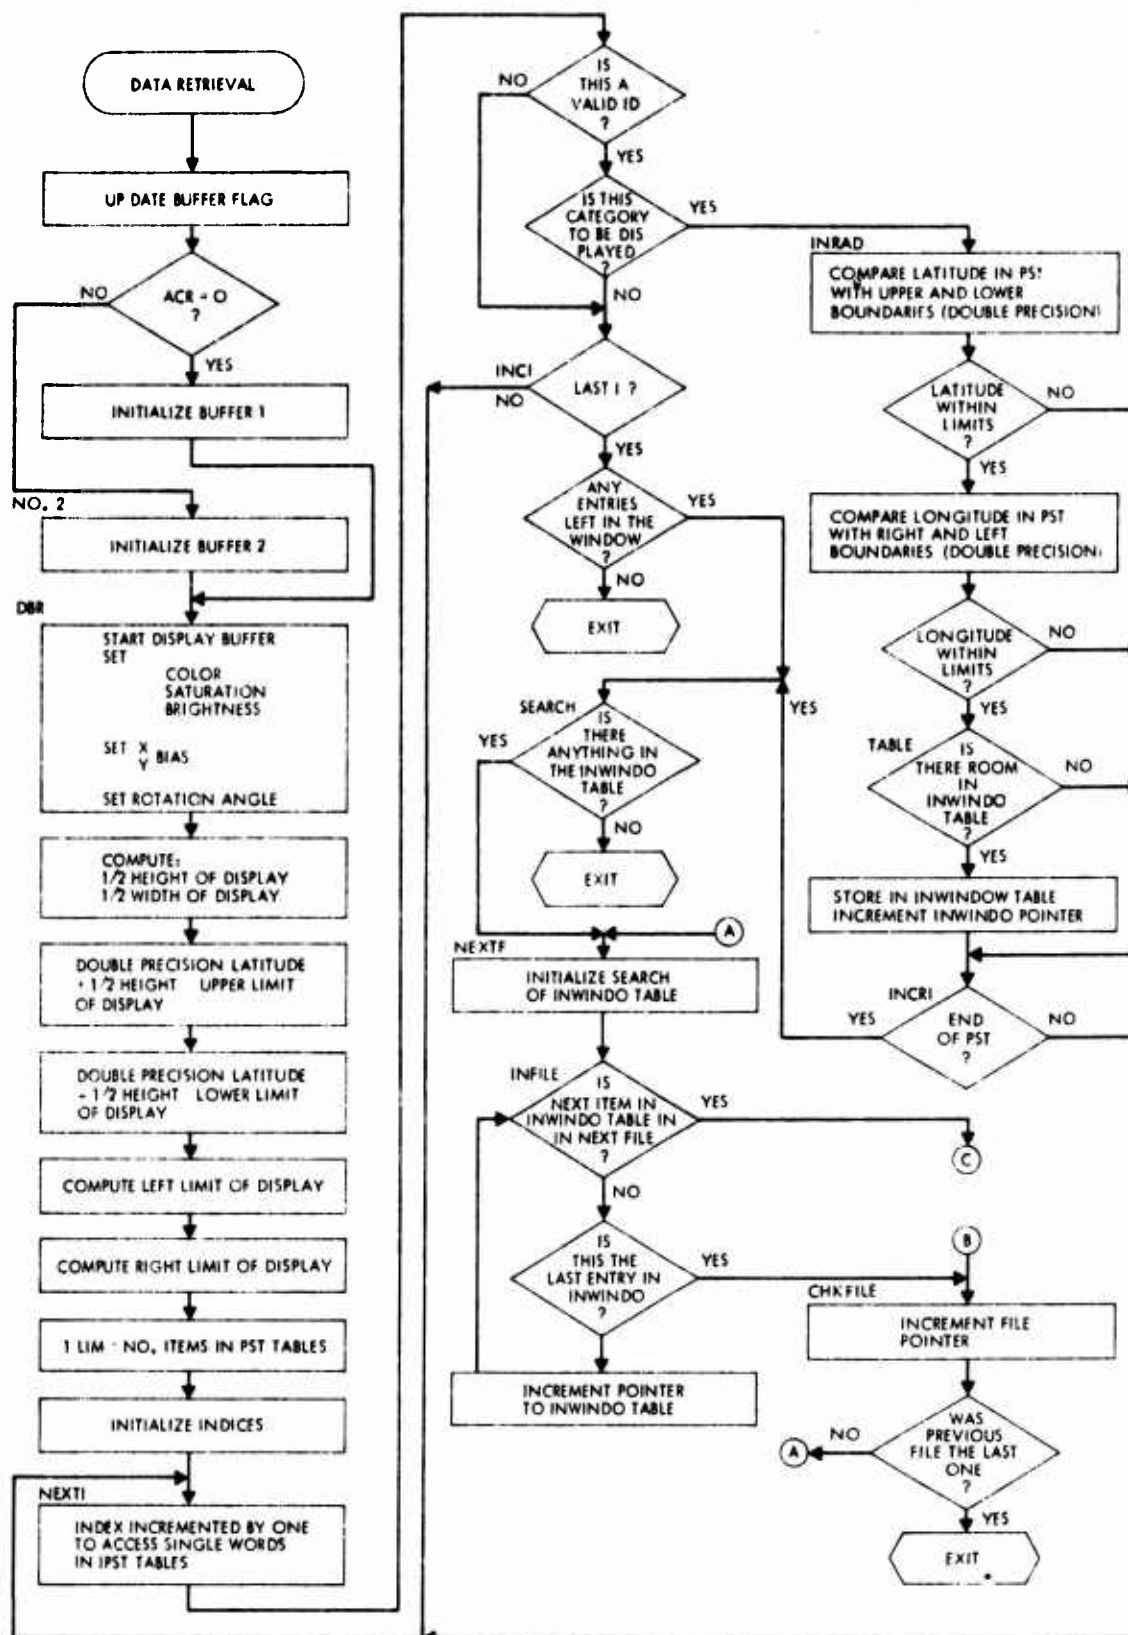 DATA RETRIEVAL
UP DATE BUFFER FLAG
NO
ACR = O
?
YES
INITIALIZE BUFFER 1
NO. 2
INITIALIZE BUFFER 2
DBR
START DISPLAY BUFFER
SET
COLOR
SATURATION
BRIGHTNESS
SET X
Y BIAS
SET ROTATION ANGLE
COMPUTE:
1/2 HEIGHT OF DISPLAY
1/2 WIDTH OF DISPLAY
DOUBLE PRECISION LATITUDE
+ 1/2 HEIGHT UPPER LIMIT
OF DISPLAY
DOUBLE PRECISION LATITUDE
- 1/2 HEIGHT LOWER LIMIT
OF DISPLAY
COMPUTE LEFT LIMIT OF DISPLAY
COMPUTE RIGHT LIMIT OF DISPLAY
1 LIM - NO. ITEMS IN PST TABLES
INITIALIZE INDICES
NEXTI
INDEX INCREMENTED BY ONE
TO ACCESS SINGLE WORDS
IN IPST TABLES
IS
THIS A
VALID ID
?
NO
YES
IS THIS
CATEGORY
TO BE DIS
PLAYED
?
YES
NO
INCI
NO
LAST I ?
YES
ANY
ENTRIES
LEFT IN THE
WINDOW
?
YES
NO
EXIT
SEARCH
YES
IS
THERE
ANYTHING IN
THE INWINDO
TABLE
?
NO
EXIT
A
NEXTF
INITIALIZE SEARCH
OF INWINDO TABLE
INFILE
IS
NEXT ITEM IN
INWINDO TABLE IN
IN NEXT FILE
?
YES
C
NO
IS
THIS THE
LAST ENTRY IN
INWINDO
?
YES
INCREMENT POINTER
TO INWINDO TABLE
INRAD
COMPARE LATITUDE IN PST
WITH UPPER AND LOWER
BOUNDARIES (DOUBLE PRECISION)
LATITUDE
WITHIN
LIMITS
?
NO
YES
COMPARE LONGITUDE IN PST
WITH RIGHT AND LEFT
BOUNDARIES (DOUBLE PRECISION)
LONGITUDE
WITHIN
LIMITS
?
NO
YES
YES
TABLE
IS
THERE ROOM
IN
INWINDO
TABLE
?
NO
YES
STORE IN INWINDOW TABLE
INCREMENT INWINDO POINTER
INCRI
YES
END
OF PST
?
NO
B
CHKFILE
INCREMENT FILE
POINTER
WAS
PREVIOUS
FILE THE LAST
ONE
?
NO
A
YES
EXIT